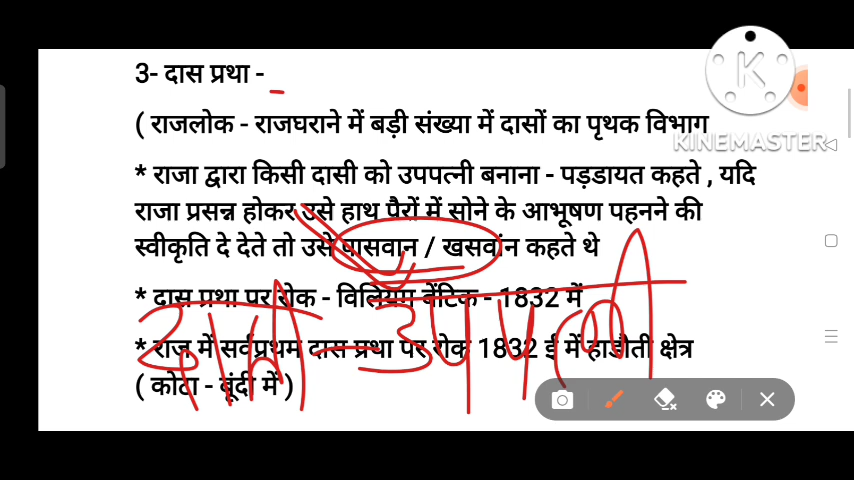 3- दास प्रथा -
( राजलोक - राजघराने में बड़ी संख्या में दासों का पृथक विभाग
KINEMASTER
* राजा द्वारा किसी दासी को उपपत्नी बनाना - पड़डायत कहते , यदि
राजा प्रसन्न होकर उसे हाथ पैरों में सोने के आभूषण पहनने की
स्वीकृति दे देते तो उसे पासवान / खसवांन कहते थे
* दास प्रथा पर रोक - विलियम बेंटिक - 1832 में
दासी - उपपत्नी
* राज में सर्वप्रथम दास प्रथा पर रोक 1832 ई में हाडौती क्षेत्र
( कोटा - बूंदी में )